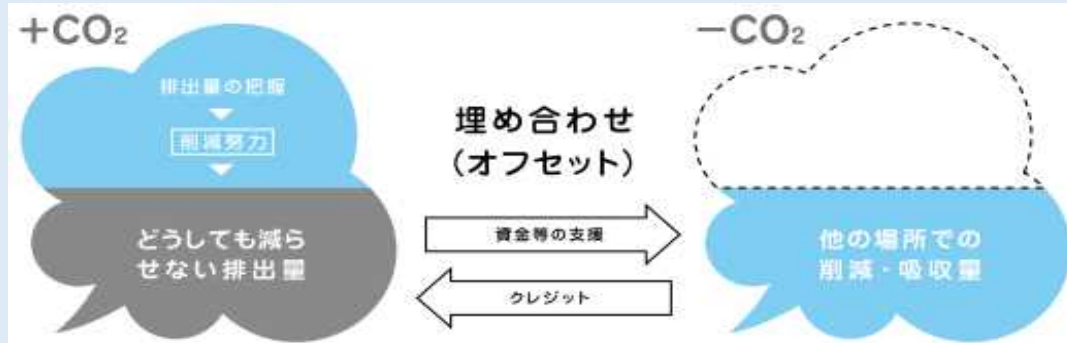 +CO₂
排出量の把握
削減努力
どうしても減ら
せない排出量
埋め合わせ
(オフセット)
資金等の支援
クレジット
−CO₂
他の場所での
削減・吸収量